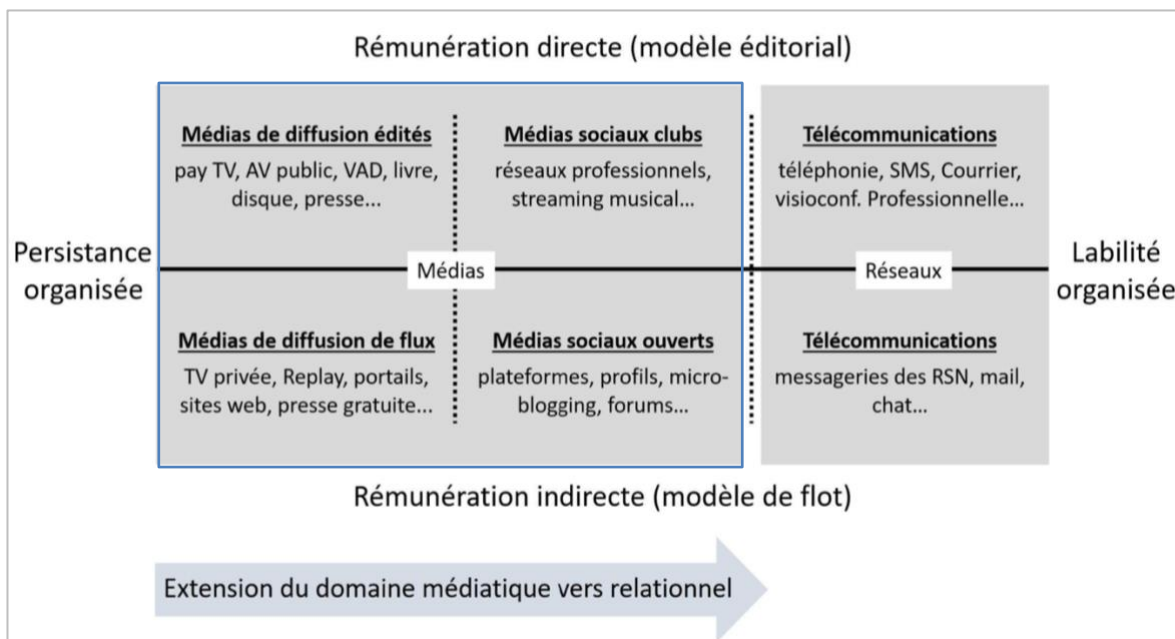 Rémunération directe (modèle éditorial)
Médias de diffusion édités
pay TV, AV public, VAD, livre,
disque, presse...
Médias sociaux clubs
réseaux professionnels,
streaming musical...
Télécommunications
téléphonie, SMS, Courrier,
visioconf. Professionnelle...
Persistance
organisée
Médias
Réseaux
Labilité
organisée
Médias de diffusion de flux
TV privée, Replay, portails,
sites web, presse gratuite...
Médias sociaux ouverts
plateformes, profils, micro-
blogging, forums...
Télécommunications
messageries des RSN, mail,
chat...
Rémunération indirecte (modèle de flot)
Extension du domaine médiatique vers relationnel